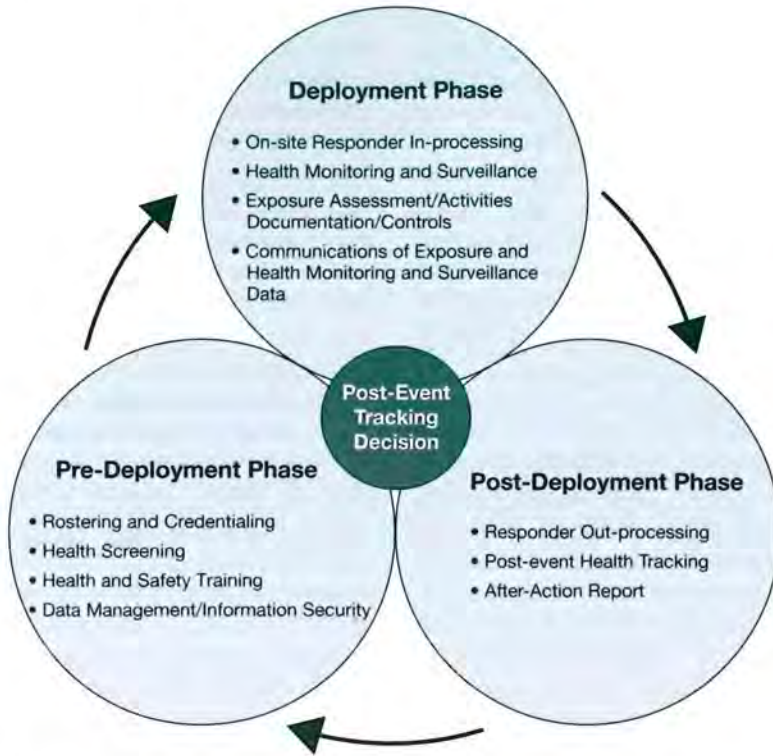 Deployment Phase
• On-site Responder In-processing
• Health Monitoring and Surveillance
• Exposure Assessment/Activities
Documentation/Controls
• Communications of Exposure and
Health Monitoring and Surveillance
Data
Post-Event
Tracking
Decision
Pre-Deployment Phase
• Rostering and Credentialing
• Health Screening
• Health and Safety Training
• Data Management/Information Security
Post-Deployment Phase
• Responder Out-processing
• Post-event Health Tracking
• After-Action Report